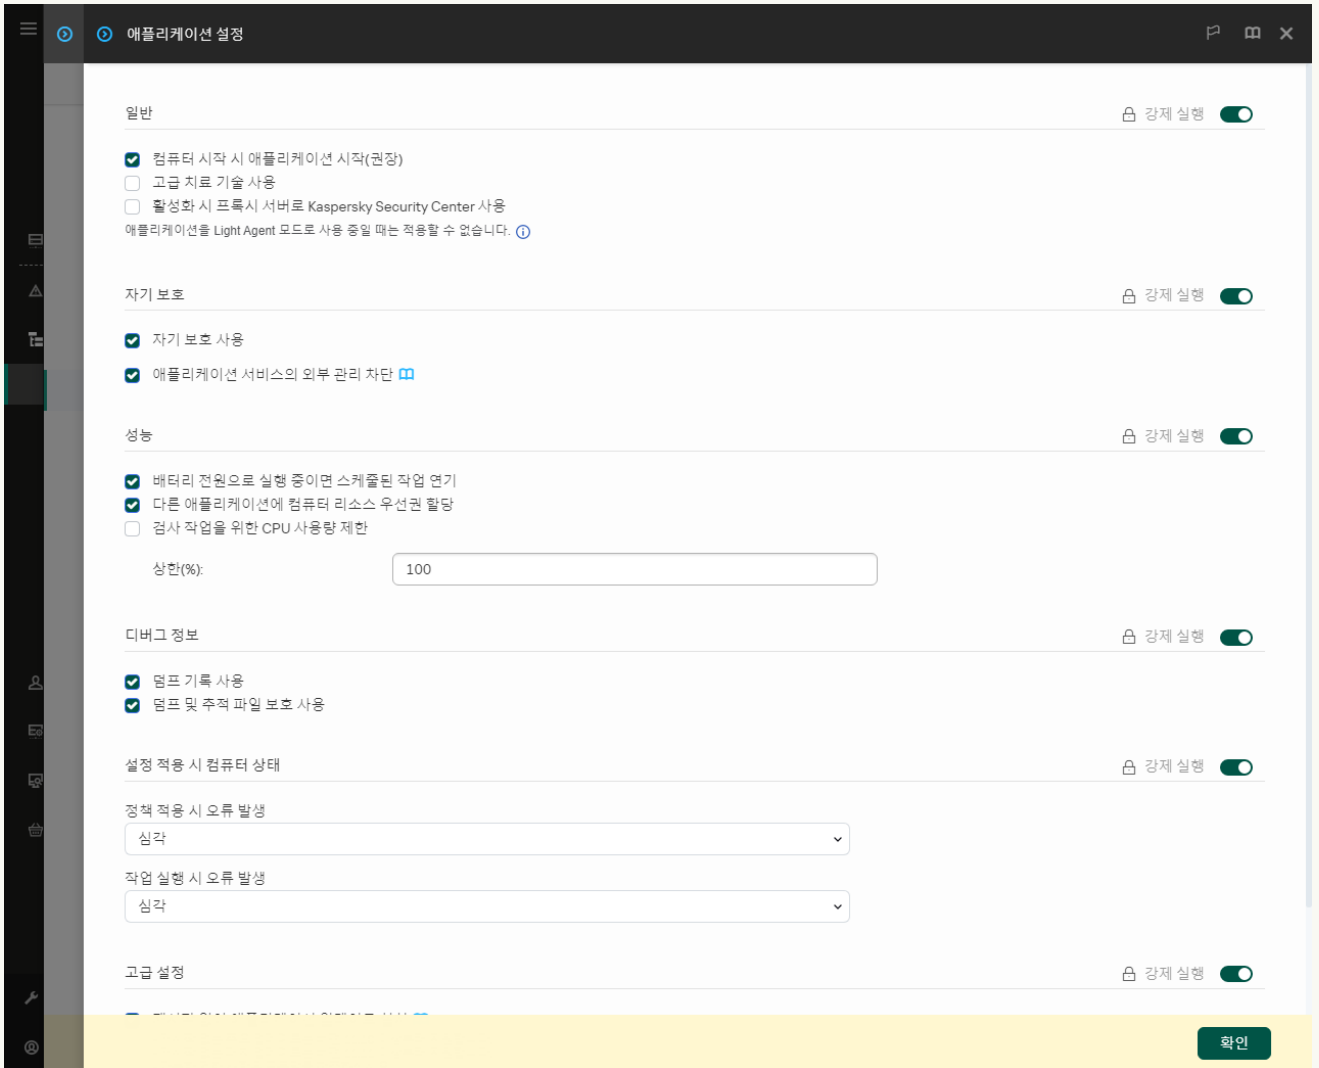 애플리케이션 설정
일반
강제 실행
컴퓨터 시작 시 애플리케이션 시작(권장)
고급 치료 기술 사용
활성화 시 프록시 서버로 Kaspersky Security Center 사용
애플리케이션을 Light Agent 모드로 사용 중일 때는 적용할 수 없습니다.
자기 보호
강제 실행
자기 보호 사용
애플리케이션 서비스의 외부 관리 차단
성능
강제 실행
배터리 전원으로 실행 중이면 스케줄된 작업 연기
다른 애플리케이션에 컴퓨터 리소스 우선권 할당
검사 작업을 위한 CPU 사용량 제한
상한(%):
100
디버그 정보
강제 실행
덤프 기록 사용
덤프 및 추적 파일 보호 사용
설정 적용 시 컴퓨터 상태
강제 실행
정책 적용 시 오류 발생
심각
작업 실행 시 오류 발생
심각
고급 설정
강제 실행
확인